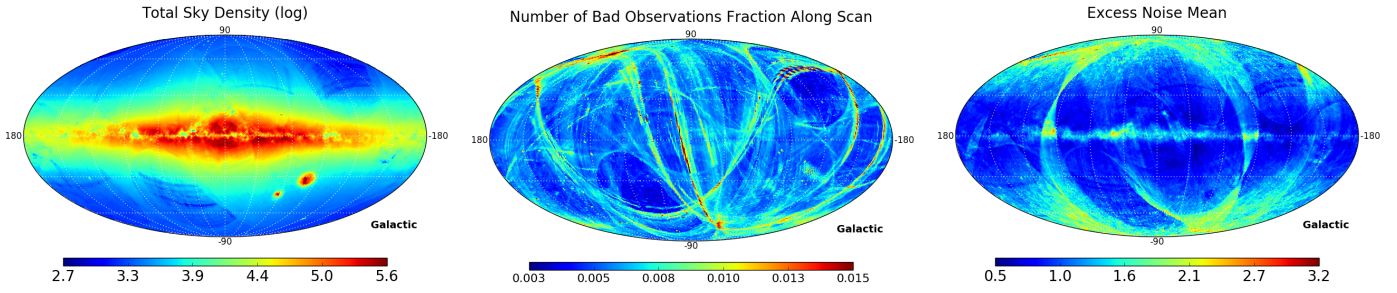 Total Sky Density (log)
90
180
-180
-90
Galactic
2.7 3.3 3.9 4.4 5.0 5.6
Number of Bad Observations Fraction Along Scan
90
180
-180
-90
Galactic
0.003 0.005 0.008 0.010 0.013 0.015
Excess Noise Mean
90
180
-180
-90
Galactic
0.5 1.0 1.6 2.1 2.7 3.2